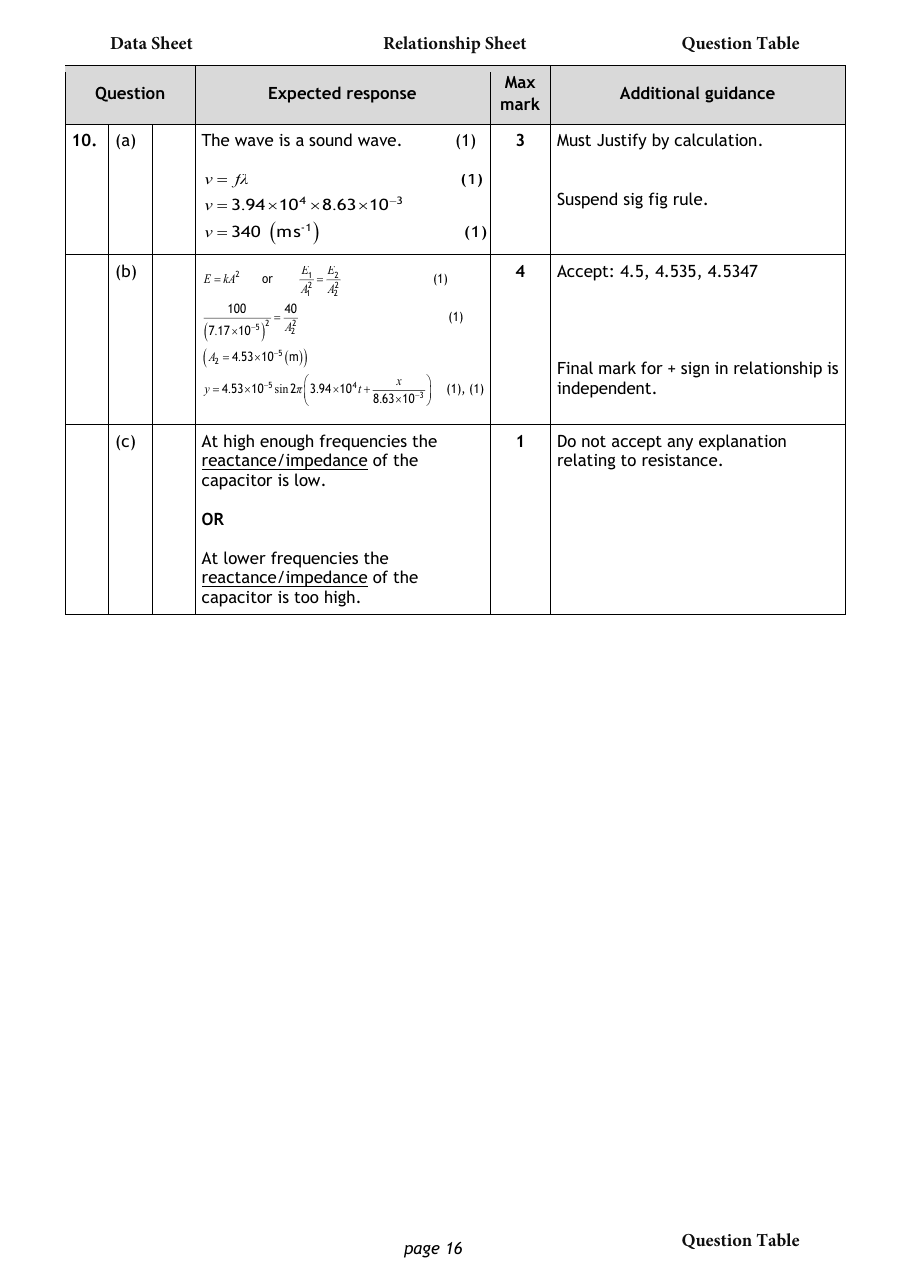 Data Sheet Relationship Sheet Question Table
Question Expected response Max mark Additional guidance
10. (a) The wave is a sound wave. (1) 3 Must Justify by calculation.
v = fλ (1)
Suspend sig fig rule.
v = 3.94 × 10⁴ × 8.63 × 10⁻³
v = 340 (ms⁻¹) (1)
(b) E = kA² or E₁/A₁² = E₂/A₂² (1) 4 Accept: 4.5, 4.535, 4.5347
100/(7.17×10⁻⁵)² = 40/A₂² (1)
(A₂ = 4.53×10⁻⁵ (m))
Final mark for + sign in relationship is
independent.
y = 4.53×10⁻⁵ sin 2π(3.94×10⁴t + x/8.63×10⁻³) (1), (1)
(c) At high enough frequencies the 1 Do not accept any explanation
reactance/impedance of the relating to resistance.
capacitor is low.
OR
At lower frequencies the
reactance/impedance of the
capacitor is too high.
page 16 Question Table